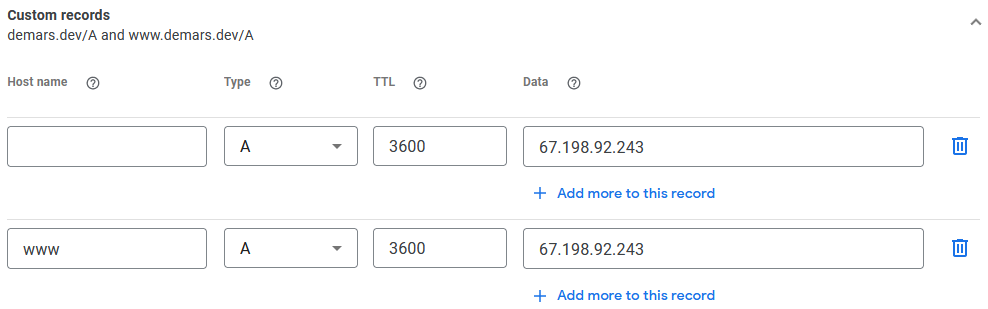 Custom records
demars.dev/A and www.demars.dev/A
Host name Type TTL Data
A 3600 67.198.92.243
+ Add more to this record
www A 3600 67.198.92.243
+ Add more to this record